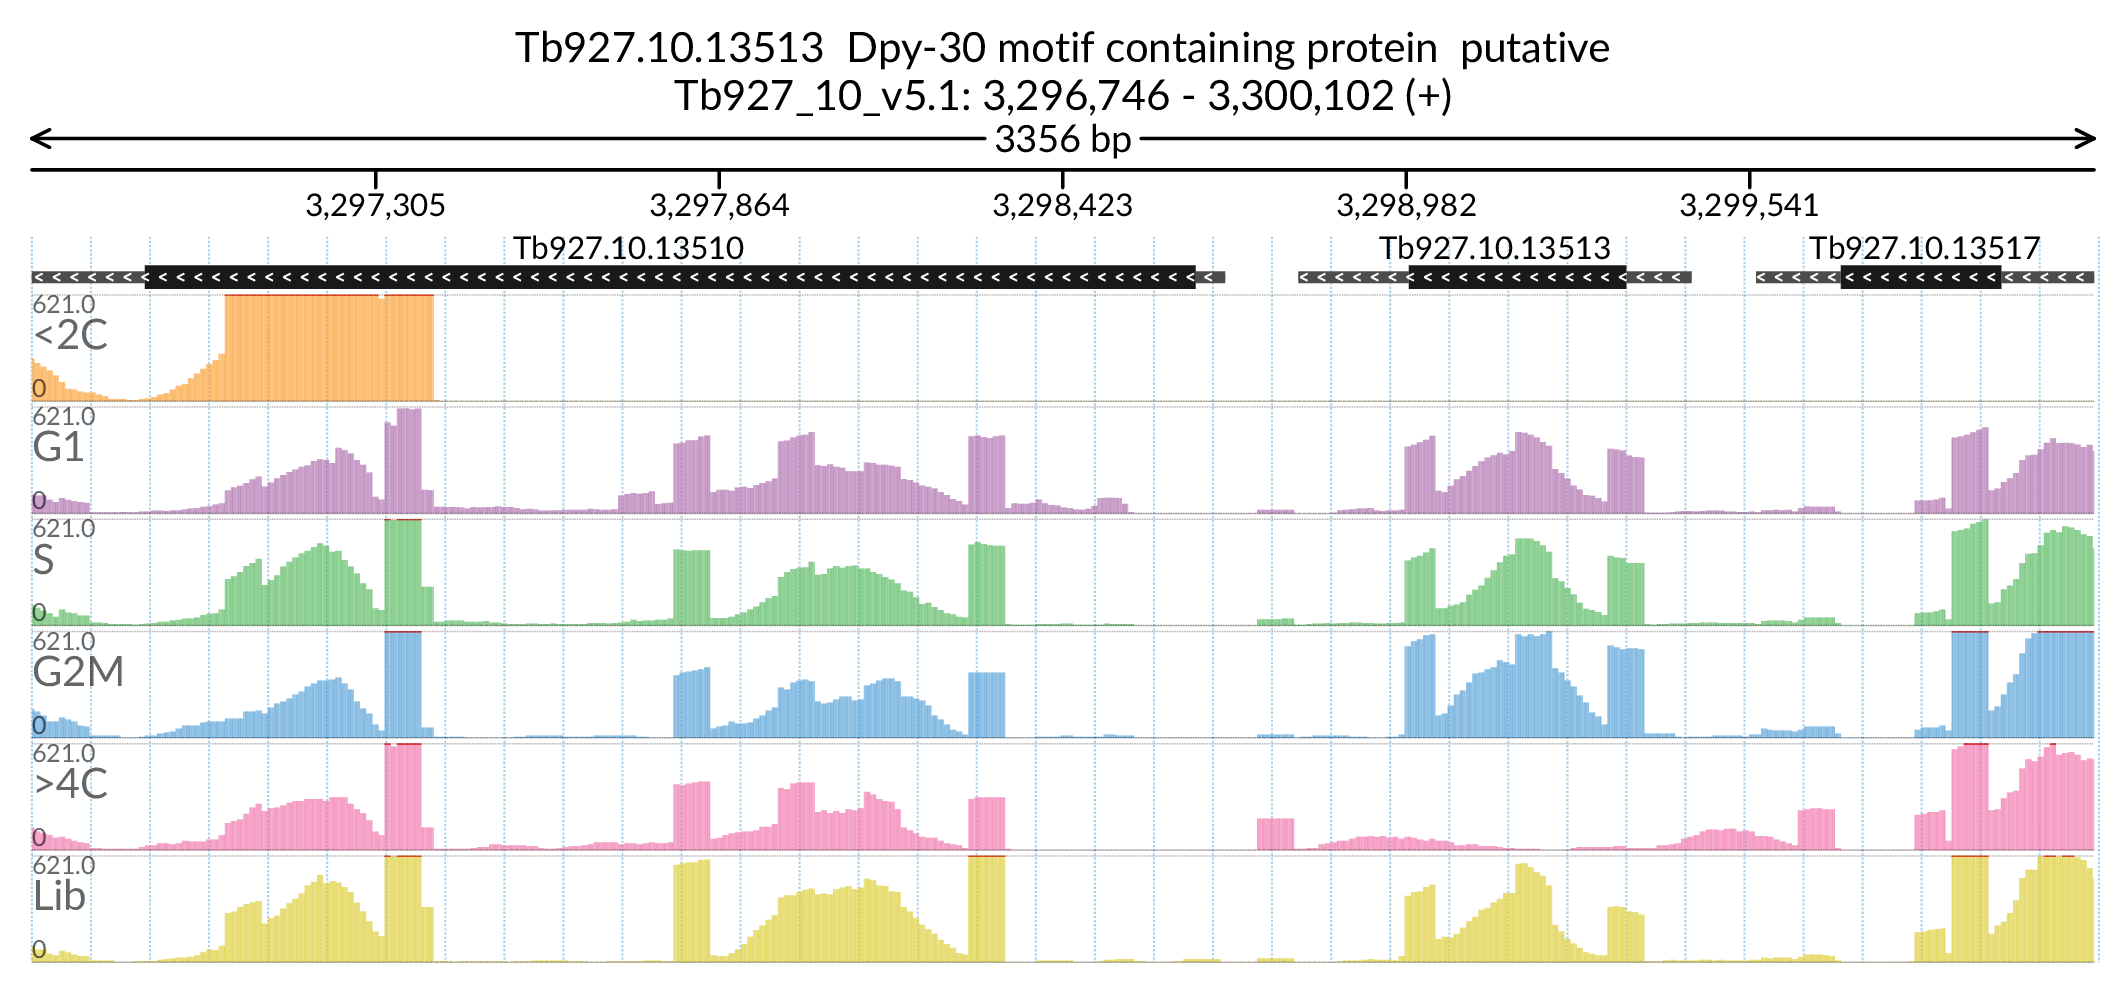 Tb927.10.13513  Dpy-30 motif containing protein  putative
Tb927_10_v5.1: 3,296,746 - 3,300,102 (+)
3356 bp
3,297,305 3,297,864 3,298,423 3,298,982 3,299,541
Tb927.10.13510 Tb927.10.13513 Tb927.10.13517
621.0
<2C
0
621.0
G1
0
621.0
S
0
621.0
G2M
0
621.0
>4C
0
621.0
Lib
0